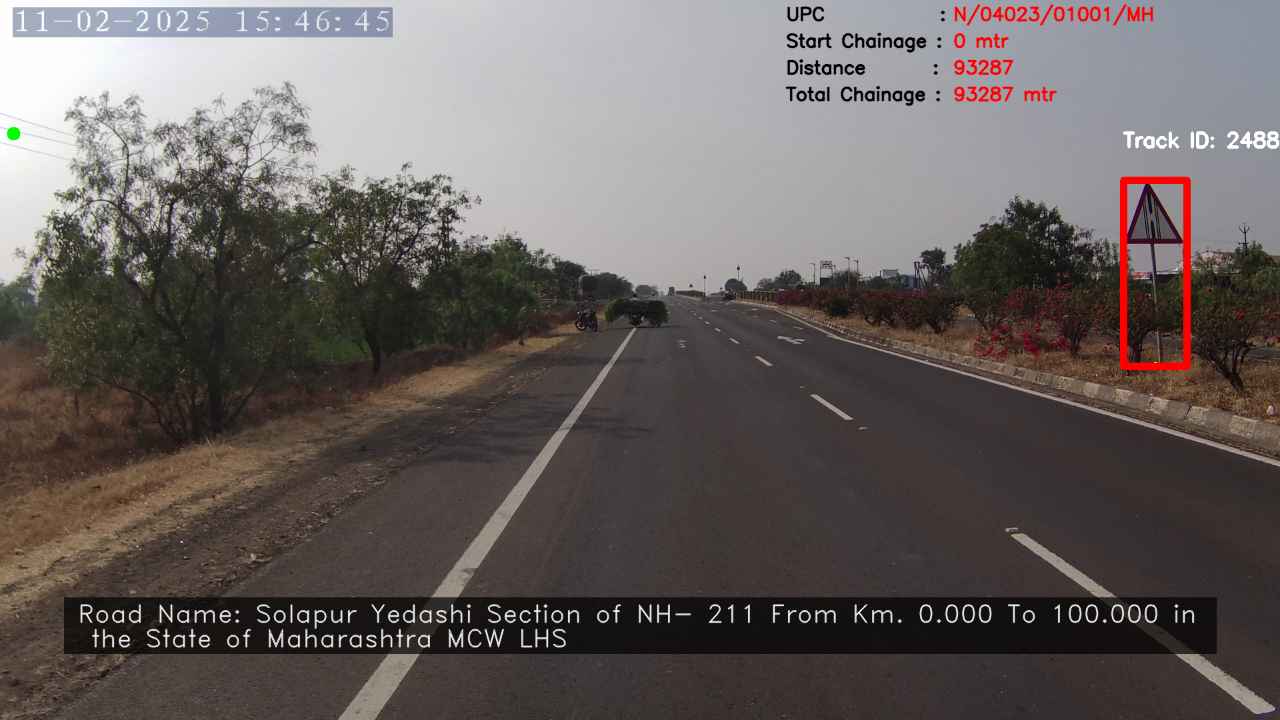 11-02-2025 15:46:45
UPC : N/04023/01001/MH
Start Chainage : 0 mtr
Distance : 93287
Total Chainage : 93287 mtr
Track ID: 2488
Road Name: Solapur Yedashi Section of NH- 211 From Km. 0.000 To 100.000 in
the State of Maharashtra MCW LHS